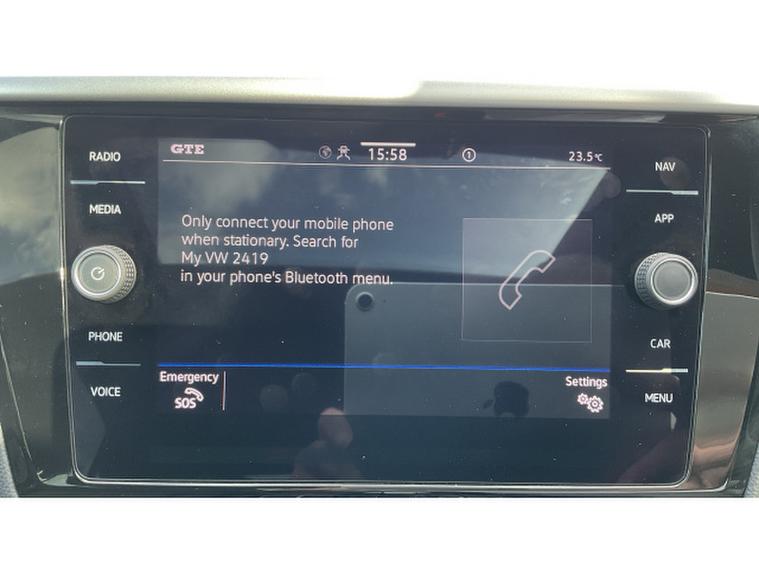 RADIO
MEDIA
PHONE
VOICE
GTE
15:58
1
23.5°C
Only connect your mobile phone
when stationary. Search for
My VW 2419
in your phone's Bluetooth menu.
Emergency
SOS
Settings
NAV
APP
CAR
MENU